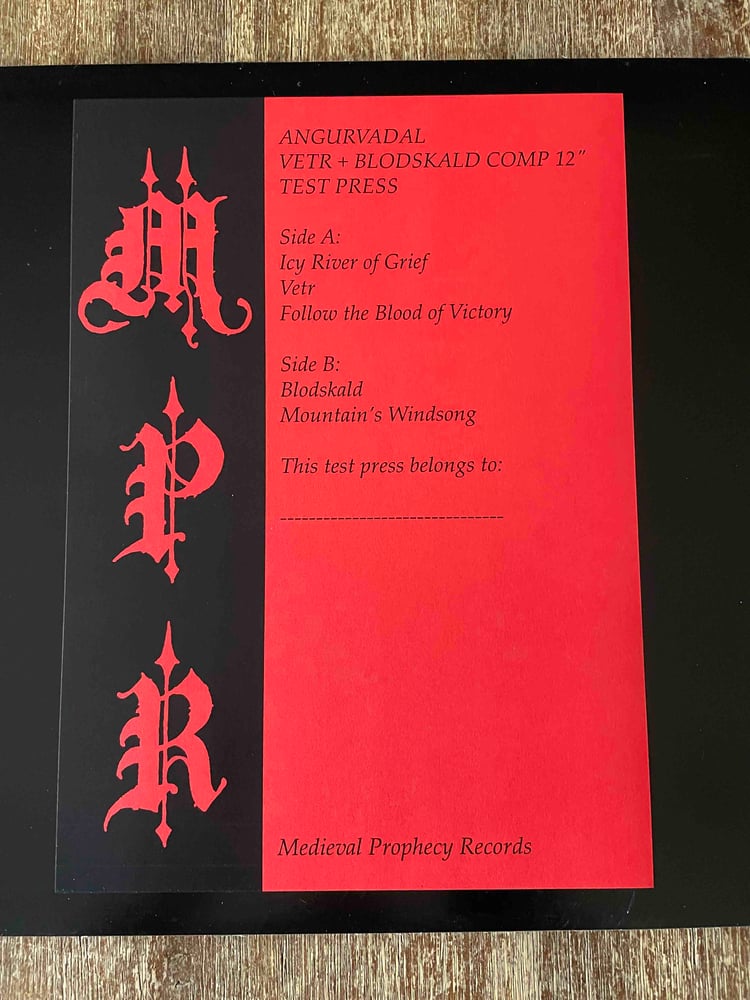 M
P
R
ANGURVADAL
VETR + BLODSKALD COMP 12”
TEST PRESS
Side A:
Icy River of Grief
Vetr
Follow the Blood of Victory
Side B:
Blodskald
Mountain’s Windsong
This test press belongs to:
Medieval Prophecy Records